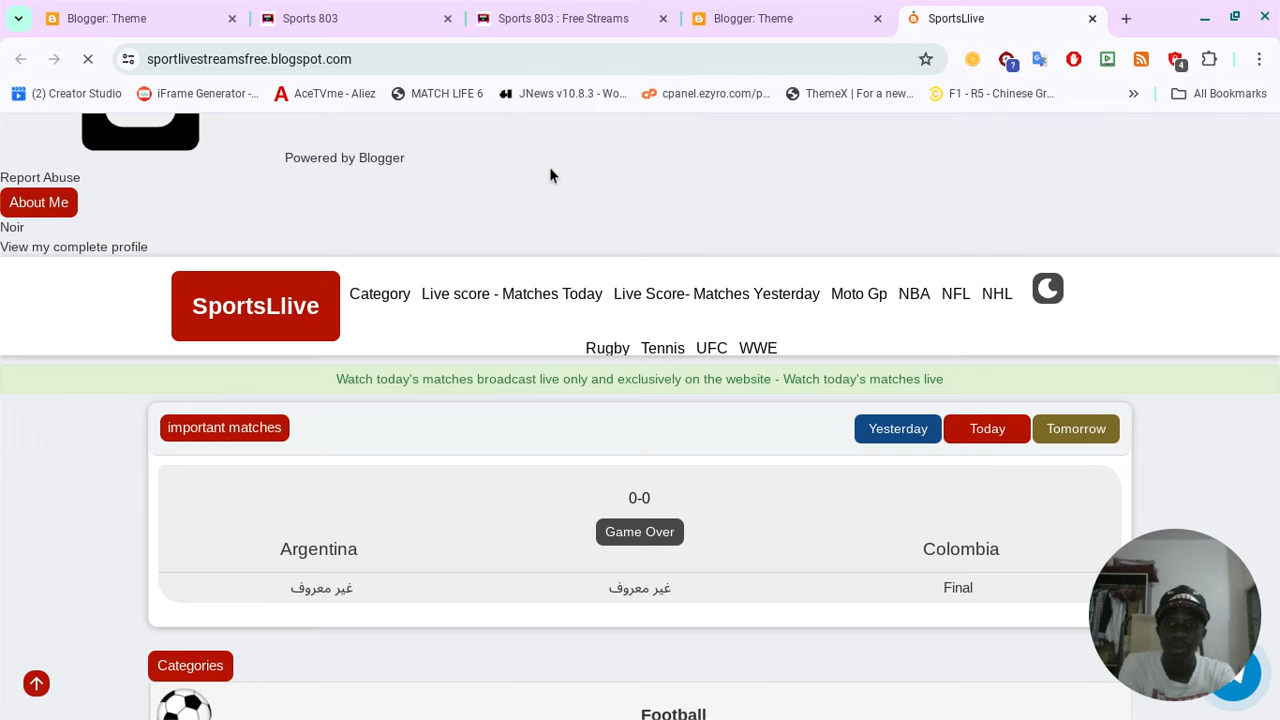 Blogger: Theme
Sports 803
Sports 803 : Free Streams
Blogger: Theme
SportsLlive
sportlivestreamsfree.blogspot.com
?
4
(2) Creator Studio
iFrame Generator -...
AceTVme - Aliez
MATCH LIFE 6
JNews v10.8.3 - Wo...
cpanel.ezyro.com/p...
ThemeX | For a new...
F1 - R5 - Chinese Gr...
All Bookmarks
Powered by Blogger
Report Abuse
About Me
Noir
View my complete profile
SportsLlive
Category Live score - Matches Today Live Score- Matches Yesterday Moto Gp NBA NFL NHL
Rugby Tennis UFC WWE
Watch today's matches broadcast live only and exclusively on the website - Watch today's matches live
important matches
Yesterday
Today
Tomorrow
0-0
Game Over
Argentina
Colombia
غير معروف
غير معروف
Final
Categories
Football